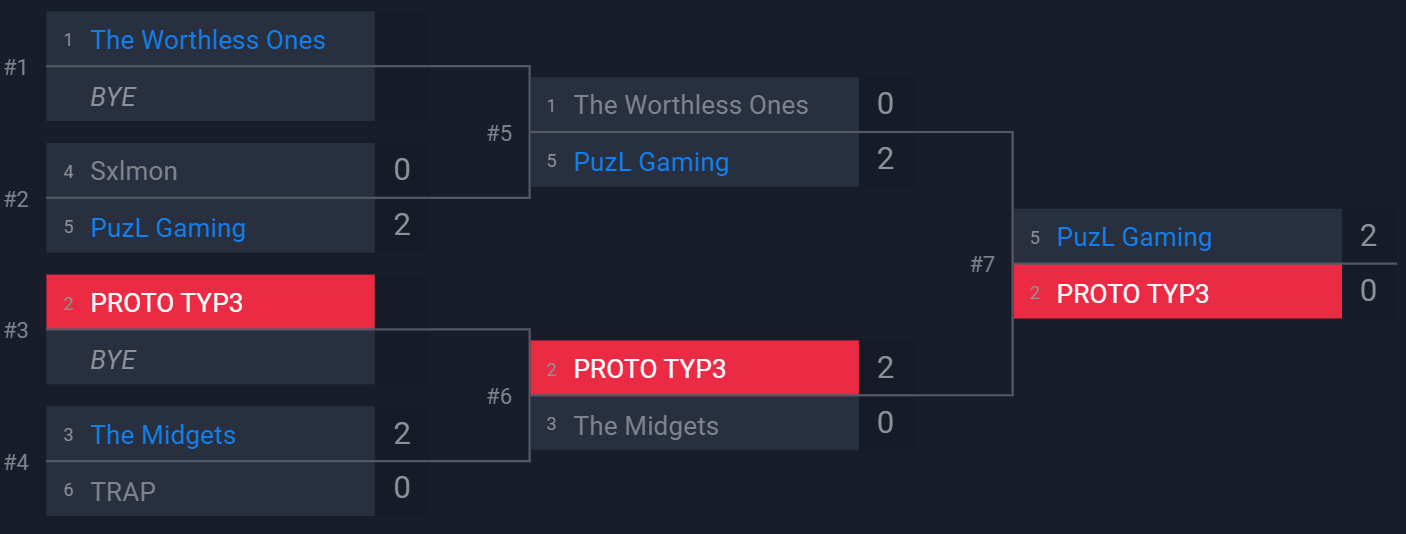 #1
1 The Worthless Ones
BYE
#2
4 Sxlmon 0
5 PuzL Gaming 2
#3
2 PROTO TYP3
BYE
#4
3 The Midgets 2
6 TRAP 0
#5
1 The Worthless Ones 0
5 PuzL Gaming 2
#6
2 PROTO TYP3 2
3 The Midgets 0
#7
5 PuzL Gaming 2
2 PROTO TYP3 0